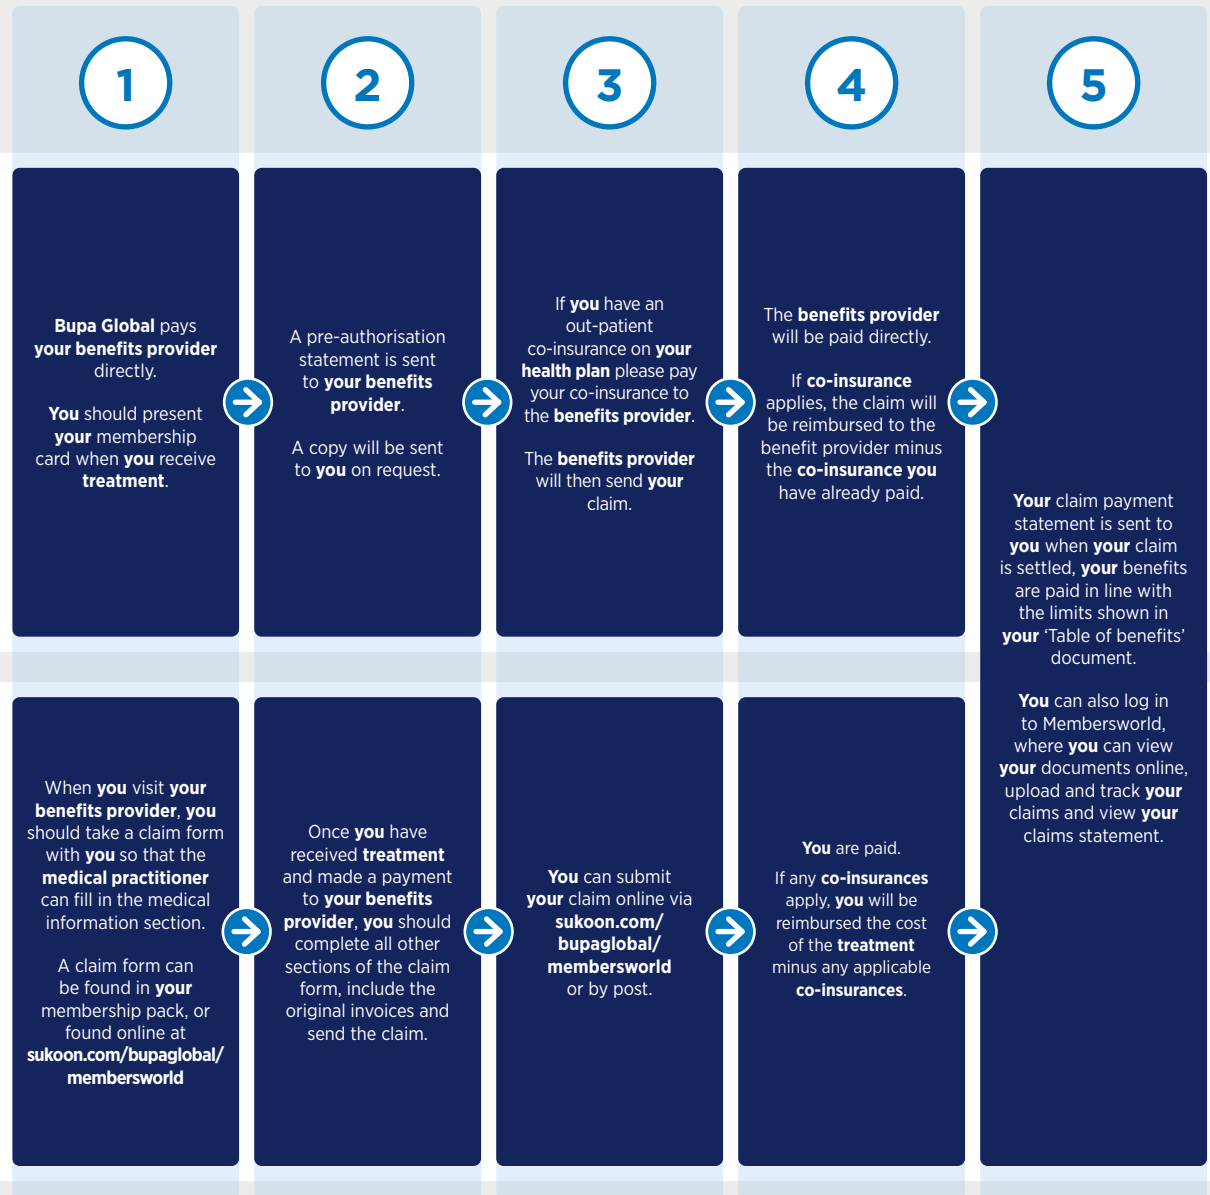 1
2
3
4
5
Bupa Global pays
your benefits provider
directly.
You should present
your membership
card when you receive
treatment.
A pre-authorisation
statement is sent
to your benefits
provider.
A copy will be sent
to you on request.
If you have an
out-patient
co-insurance on your
health plan please pay
your co-insurance to
the benefits provider.
The benefits provider
will then send your
claim.
The benefits provider
will be paid directly.
If co-insurance
applies, the claim will
be reimbursed to the
benefit provider minus
the co-insurance you
have already paid.
When you visit your
benefits provider, you
should take a claim form
with you so that the
medical practitioner
can fill in the medical
information section.
A claim form can
be found in your
membership pack, or
found online at
sukoon.com/bupaglobal/
membersworld
Once you have
received treatment
and made a payment
to your benefits
provider, you should
complete all other
sections of the claim
form, include the
original invoices and
send the claim.
You can submit
your claim online via
sukoon.com/
bupaglobal/
membersworld
or by post.
You are paid.
If any co-insurances
apply, you will be
reimbursed the cost
of the treatment
minus any applicable
co-insurances.
Your claim payment
statement is sent to
you when your claim
is settled, your benefits
are paid in line with
the limits shown in
your ‘Table of benefits’
document.
You can also log in
to Membersworld,
where you can view
your documents online,
upload and track your
claims and view your
claims statement.